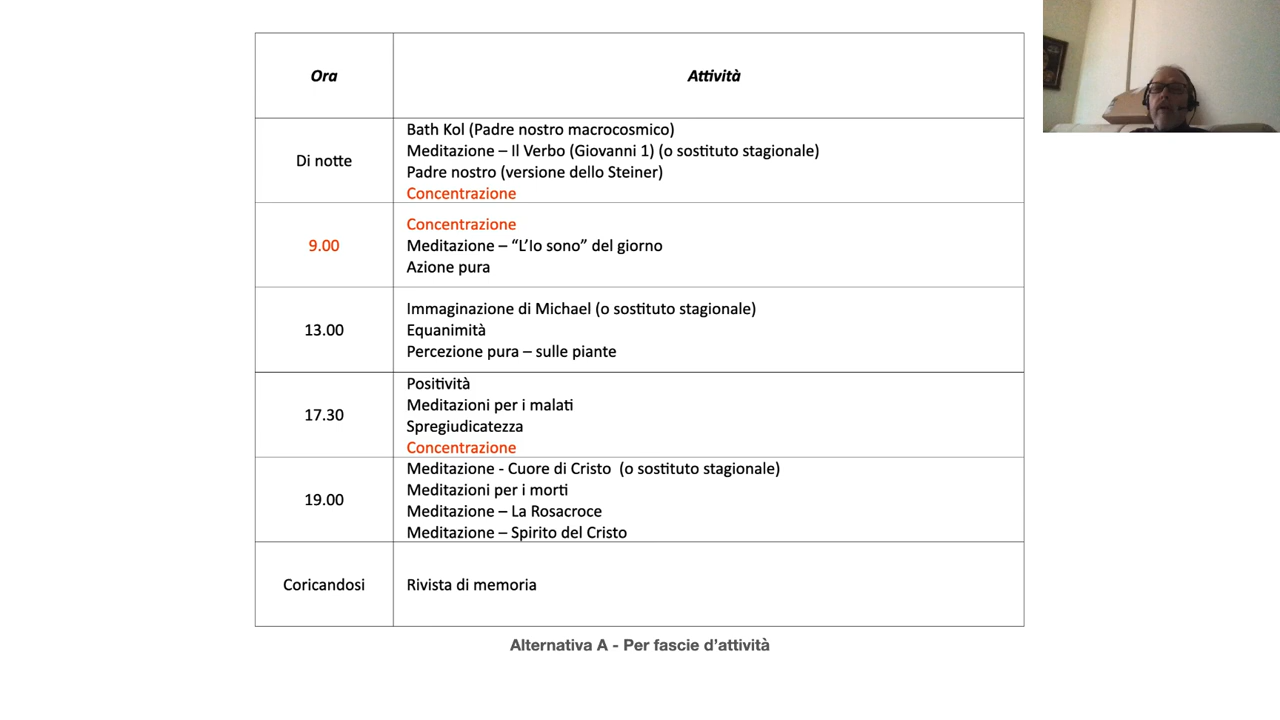 Ora
Attività
Di notte
Bath Kol (Padre nostro macrocosmico)
Meditazione – Il Verbo (Giovanni 1) (o sostituto stagionale)
Padre nostro (versione dello Steiner)
Concentrazione
9.00
Concentrazione
Meditazione – “L’Io sono” del giorno
Azione pura
13.00
Immaginazione di Michael (o sostituto stagionale)
Equanimità
Percezione pura – sulle piante
17.30
Positività
Meditazioni per i malati
Spregiudicatezza
Concentrazione
19.00
Meditazione - Cuore di Cristo (o sostituto stagionale)
Meditazioni per i morti
Meditazione – La Rosacroce
Meditazione – Spirito del Cristo
Coricandosi
Rivista di memoria
Alternativa A - Per fascie d’attività